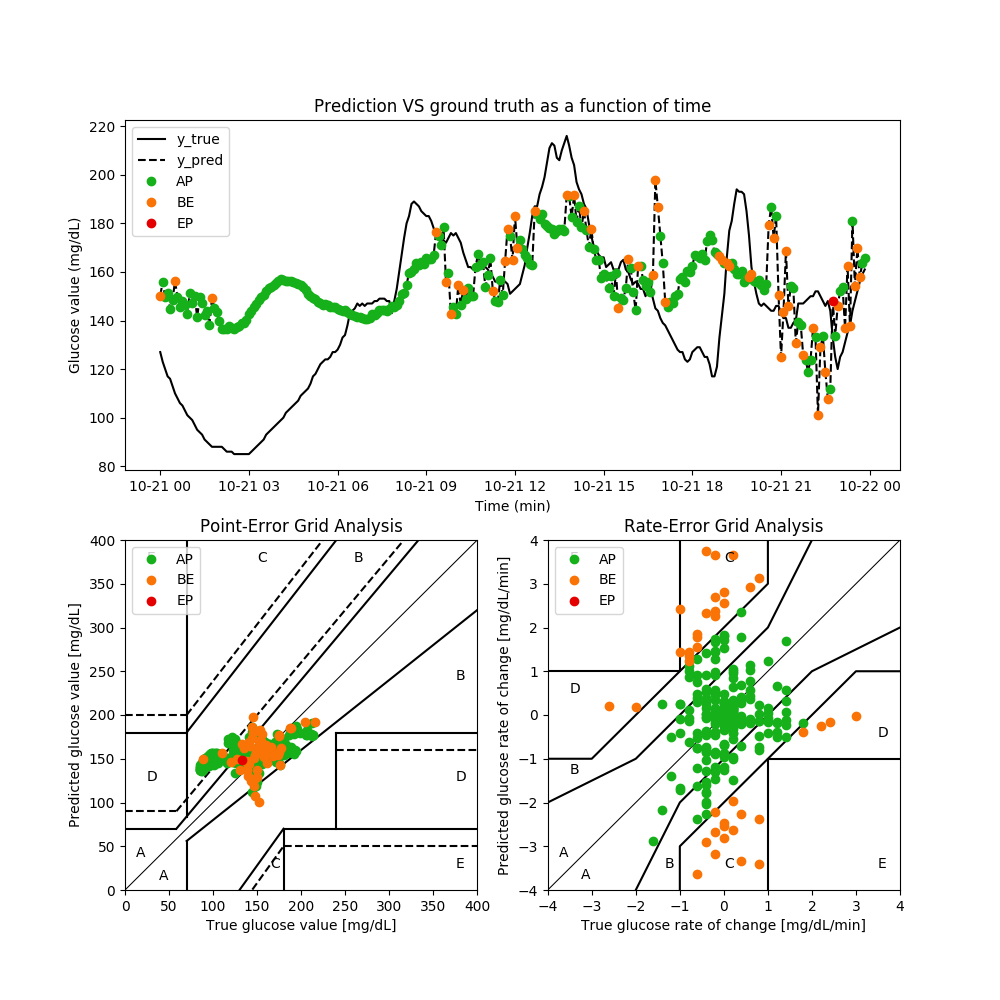 Prediction VS ground truth as a function of time
220
200
180
160
140
120
100
80
Glucose value (mg/dL)
y_true
y_pred
AP
BE
EP
10-21 00 10-21 03 10-21 06 10-21 09 10-21 12 10-21 15 10-21 18 10-21 21 10-22 00
Time (min)
Point-Error Grid Analysis
400
350
300
250
200
150
100
50
0
Predicted glucose value [mg/dL]
AP
BE
EP
C
B
B
D
D
A
A
C
E
0 50 100 150 200 250 300 350 400
True glucose value [mg/dL]
Rate-Error Grid Analysis
4
3
2
1
0
−1
−2
−3
−4
Predicted glucose rate of change [mg/dL/min]
AP
BE
EP
C
D
D
B
A
A
B
C
E
−4 −3 −2 −1 0 1 2 3 4
True glucose rate of change [mg/dL/min]